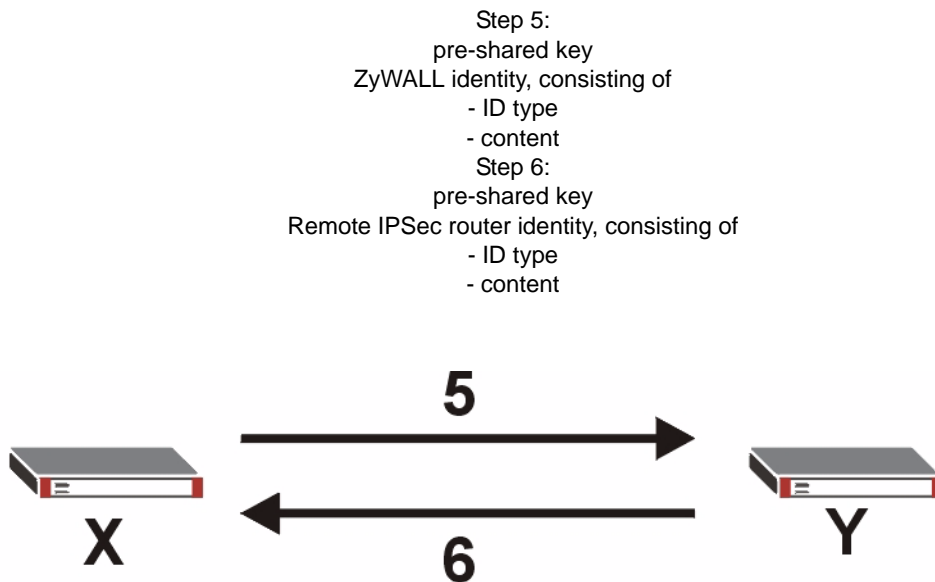 Step 5:
pre-shared key
ZyWALL identity, consisting of
- ID type
- content
Step 6:
pre-shared key
Remote IPSec router identity, consisting of
- ID type
- content
5
X
Y
6